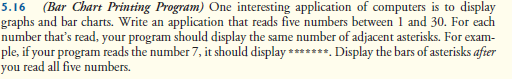 5.16 (Bar Chart Printing Program) One interesting application of computers is to display
graphs and bar charts. Write an application that reads five numbers between 1 and 30. For each
number that's read, your program should display the same number of adjacent asterisks. For exam-
ple, if your program reads the number 7, it should display *******. Display the bars of asterisks after
you read all five numbers.